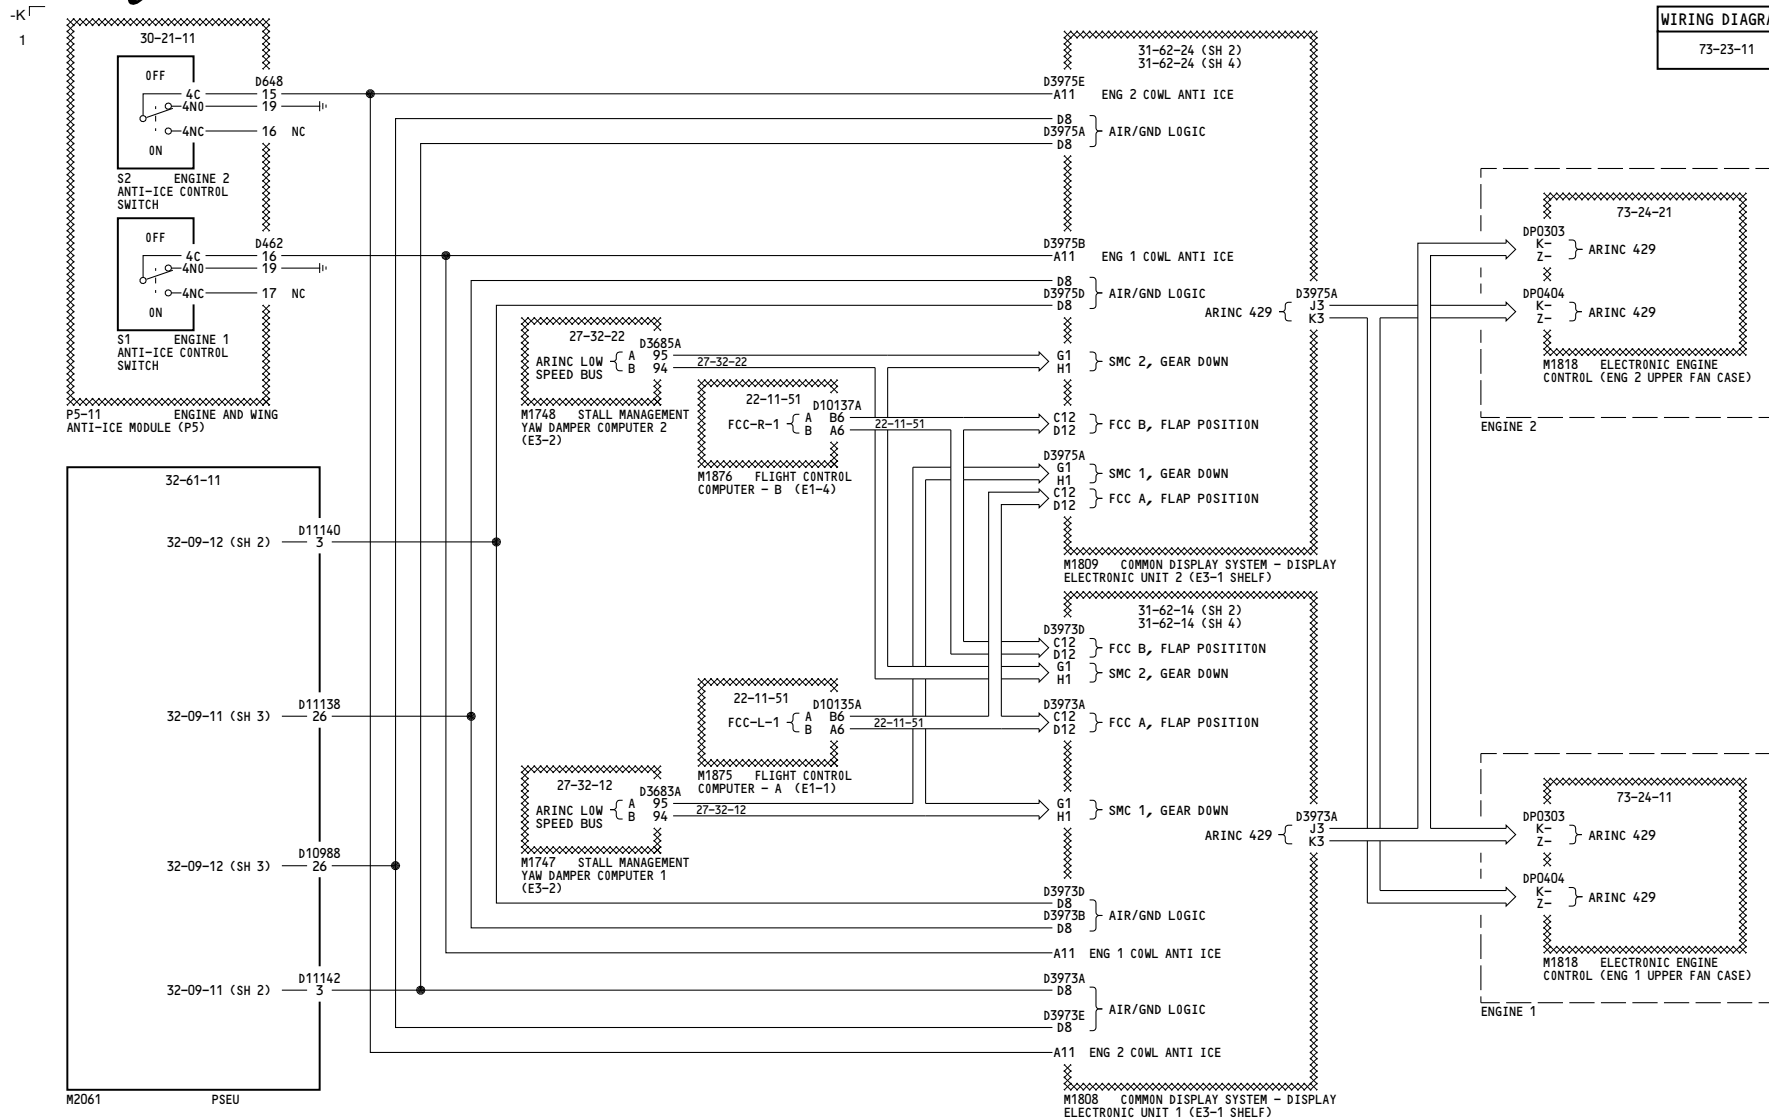 -K
1
WIRING DIAGRA
73-23-11
30-21-11
OFF
4C
4NO
4NC
ON
D648
15
19
16 NC
S2 ENGINE 2
ANTI-ICE CONTROL
SWITCH
OFF
4C
4NO
4NC
ON
D462
16
19
17 NC
S1 ENGINE 1
ANTI-ICE CONTROL
SWITCH
P5-11 ENGINE AND WING
ANTI-ICE MODULE (P5)
32-61-11
32-09-12 (SH 2)
D11140
3
32-09-11 (SH 3)
D11138
26
32-09-12 (SH 3)
D10988
26
32-09-11 (SH 2)
D11142
3
M2061 PSEU
27-32-22
ARINC LOW
SPEED BUS
A
B
D3685A
95
94
27-32-22
M1748 STALL MANAGEMENT
YAW DAMPER COMPUTER 2
(E3-2)
22-11-51
FCC-R-1
A
B
D10137A
B6
A6
22-11-51
M1876 FLIGHT CONTROL
COMPUTER - B (E1-4)
22-11-51
FCC-L-1
A
B
D10135A
B6
A6
22-11-51
M1875 FLIGHT CONTROL
COMPUTER - A (E1-1)
27-32-12
ARINC LOW
SPEED BUS
A
B
D3683A
95
94
27-32-12
M1747 STALL MANAGEMENT
YAW DAMPER COMPUTER 1
(E3-2)
31-62-24 (SH 2)
31-62-24 (SH 4)
D3975E
A11 ENG 2 COWL ANTI ICE
D8
D3975A
D8
AIR/GND LOGIC
D3975B
A11 ENG 1 COWL ANTI ICE
D8
D3975D
D8
AIR/GND LOGIC
ARINC 429
D3975A
J3
K3
G1
H1
SMC 2, GEAR DOWN
C12
D12
FCC B, FLAP POSITION
D3975A
G1
H1
SMC 1, GEAR DOWN
C12
D12
FCC A, FLAP POSITION
M1809 COMMON DISPLAY SYSTEM - DISPLAY
ELECTRONIC UNIT 2 (E3-1 SHELF)
31-62-14 (SH 2)
31-62-14 (SH 4)
D3973D
C12
D12
FCC B, FLAP POSITITON
G1
H1
SMC 2, GEAR DOWN
D3973A
C12
D12
FCC A, FLAP POSITION
G1
H1
SMC 1, GEAR DOWN
ARINC 429
D3973A
J3
K3
D3973D
D8
D3973B
D8
AIR/GND LOGIC
A11 ENG 1 COWL ANTI ICE
D3973A
D8
D3973E
D8
AIR/GND LOGIC
A11 ENG 2 COWL ANTI ICE
M1808 COMMON DISPLAY SYSTEM - DISPLAY
ELECTRONIC UNIT 1 (E3-1 SHELF)
73-24-21
DP0303
K-
Z-
ARINC 429
DP0404
K-
Z-
ARINC 429
M1818 ELECTRONIC ENGINE
CONTROL (ENG 2 UPPER FAN CASE)
ENGINE 2
73-24-11
DP0303
K-
Z-
ARINC 429
DP0404
K-
Z-
ARINC 429
M1818 ELECTRONIC ENGINE
CONTROL (ENG 1 UPPER FAN CASE)
ENGINE 1